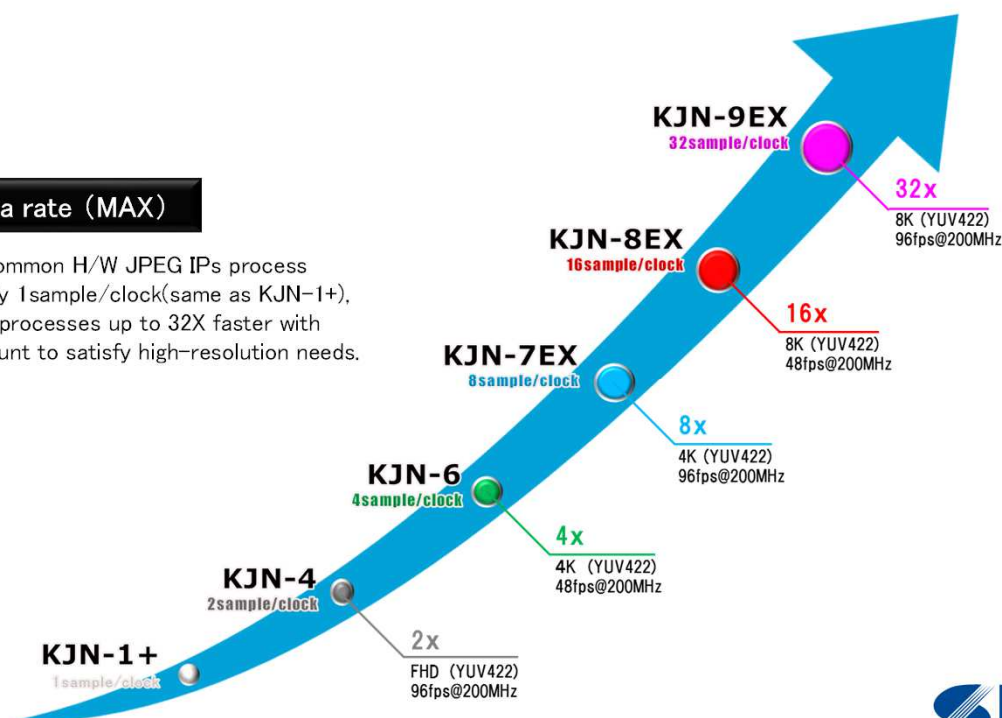 KJN-9EX
32sample/clock
32x
8K (YUV422)
96fps@200MHz
a rate (MAX)
ommon H/W JPEG IPs process
y 1sample/clock(same as KJN-1+),
processes up to 32X faster with
unt to satisfy high-resolution needs.
KJN-8EX
16sample/clock
16x
8K (YUV422)
48fps@200MHz
KJN-7EX
8sample/clock
8x
4K (YUV422)
96fps@200MHz
KJN-6
4sample/clock
4x
4K (YUV422)
48fps@200MHz
KJN-4
2sample/clock
2x
FHD (YUV422)
96fps@200MHz
KJN-1+
1sample/clock